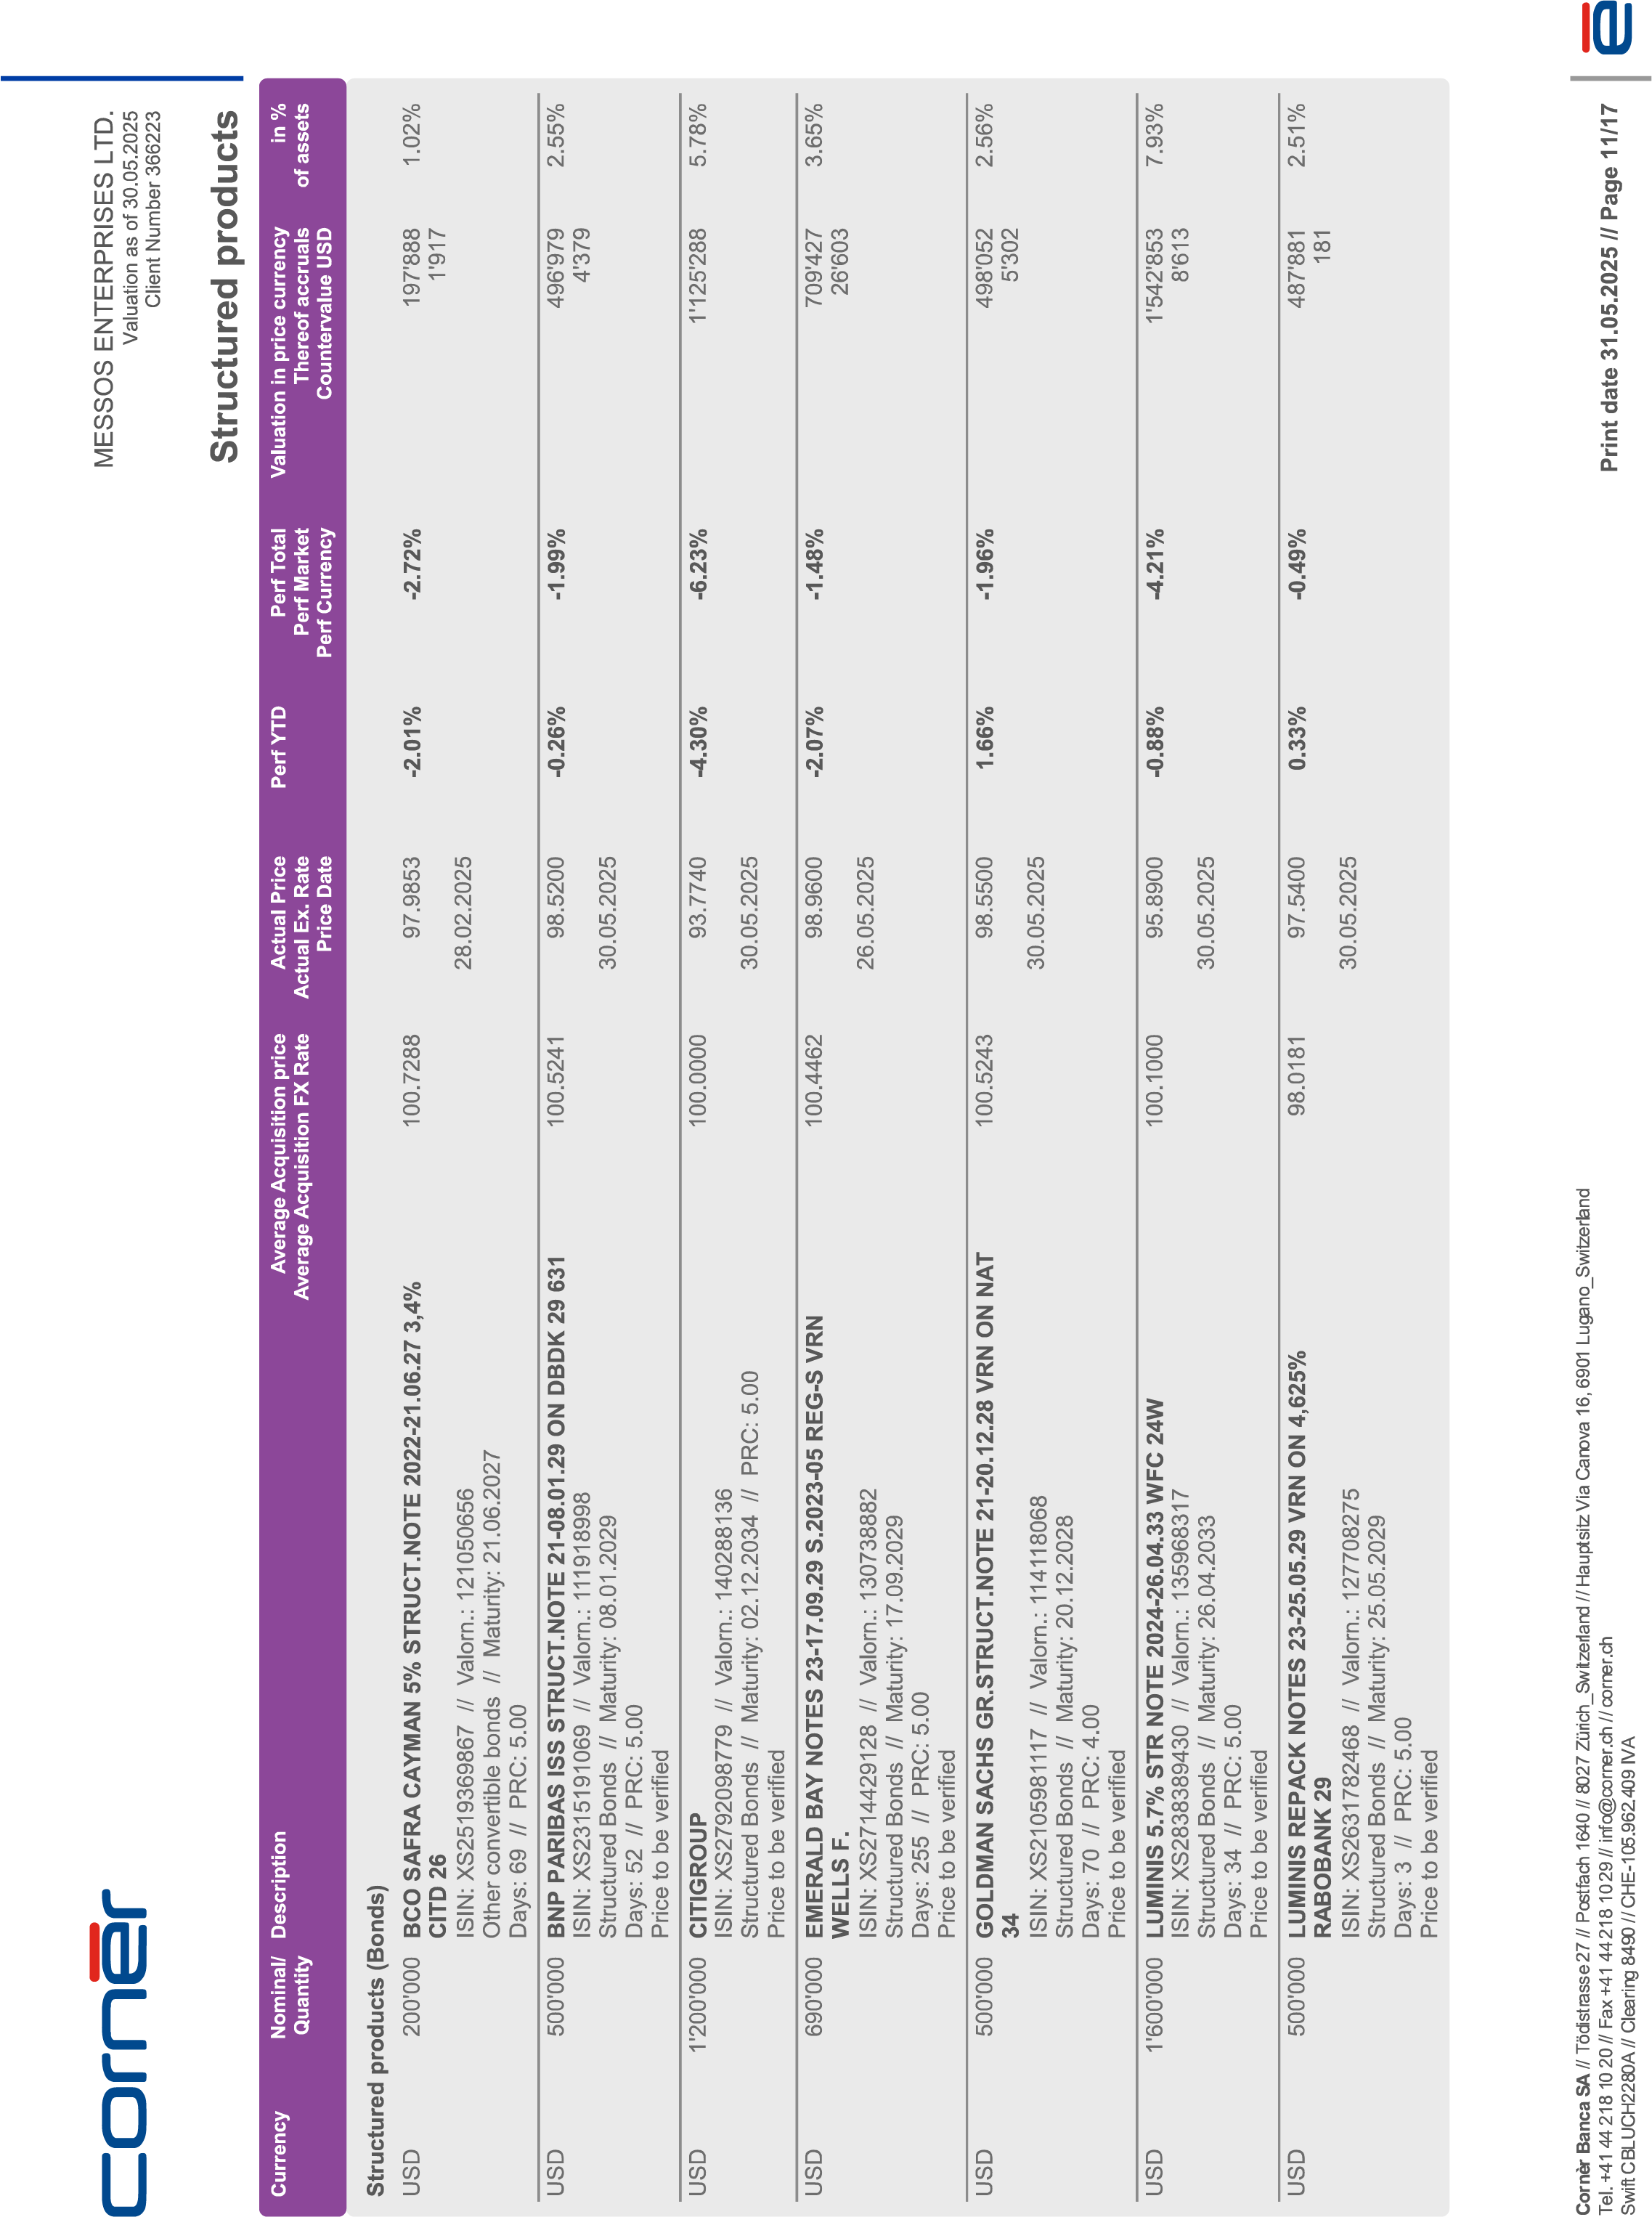 cornèr
MESSOS ENTERPRISES LTD.
Valuation as of 30.05.2025
Client Number 366223
Structured products
Currency Nominal/ Description Average Acquisition price Actual Price Perf YTD Perf Total Valuation in price currency in %
Quantity Average Acquisition FX Rate Actual Ex. Rate Perf Market Thereof accruals of assets
Price Date Perf Currency Countervalue USD
Structured products (Bonds)
USD 200'000 BCO SAFRA CAYMAN 5% STRUCT.NOTE 2022-21.06.27 3,4% 100.7288 97.9853 -2.01% -2.72% 197'888 1.02%
CITD 26 1'917
ISIN: XS2519369867 // Valorn.: 121050656 28.02.2025
Other convertible bonds // Maturity: 21.06.2027
Days: 69 // PRC: 5.00
USD 500'000 BNP PARIBAS ISS STRUCT.NOTE 21-08.01.29 ON DBDK 29 631 100.5241 98.5200 -0.26% -1.99% 496'979 2.55%
ISIN: XS2315191069 // Valorn.: 111918998 4'379
Structured Bonds // Maturity: 08.01.2029 30.05.2025
Days: 52 // PRC: 5.00
Price to be verified
USD 1'200'000 CITIGROUP 100.0000 93.7740 -4.30% -6.23% 1'125'288 5.78%
ISIN: XS2792098779 // Valorn.: 140288136
Structured Bonds // Maturity: 02.12.2034 // PRC: 5.00 30.05.2025
Price to be verified
USD 690'000 EMERALD BAY NOTES 23-17.09.29 S.2023-05 REG-S VRN 100.4462 98.9600 -2.07% -1.48% 709'427 3.65%
WELLS F. 26'603
ISIN: XS2714429128 // Valorn.: 130738882 26.05.2025
Structured Bonds // Maturity: 17.09.2029
Days: 255 // PRC: 5.00
Price to be verified
USD 500'000 GOLDMAN SACHS GR.STRUCT.NOTE 21-20.12.28 VRN ON NAT 100.5243 98.5500 1.66% -1.96% 498'052 2.56%
34 5'302
ISIN: XS2105981117 // Valorn.: 114118068 30.05.2025
Structured Bonds // Maturity: 20.12.2028
Days: 70 // PRC: 4.00
Price to be verified
USD 1'600'000 LUMINIS 5.7% STR NOTE 2024-26.04.33 WFC 24W 100.1000 95.8900 -0.88% -4.21% 1'542'853 7.93%
ISIN: XS2838389430 // Valorn.: 135968317 8'613
Structured Bonds // Maturity: 26.04.2033 30.05.2025
Days: 34 // PRC: 5.00
Price to be verified
USD 500'000 LUMINIS REPACK NOTES 23-25.05.29 VRN ON 4,625% 98.0181 97.5400 0.33% -0.49% 487'881 2.51%
RABOBANK 29 181
ISIN: XS2631782468 // Valorn.: 127708275 30.05.2025
Structured Bonds // Maturity: 25.05.2029
Days: 3 // PRC: 5.00
Price to be verified
Cornèr Banca SA // Tödistrasse 27 // Postfach 1640 // 8027 Zürich_Switzerland // Hauptsitz Via Canova 16, 6901 Lugano_Switzerland
Tel. +41 44 218 10 20 // Fax +41 44 218 10 29 // info@corner.ch // corner.ch
Swift CBLUCH2280A // Clearing 8490 // CHE-105.962.409 IVA
Print date 31.05.2025 // Page 11/17
è